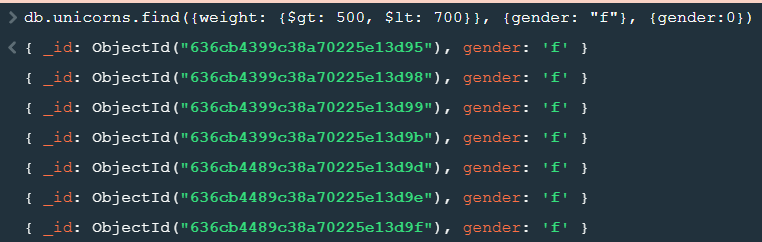 > db.unicorns.find({weight: {$gt: 500, $lt: 700}}, {gender: "f"}, {gender:0})
< { _id: ObjectId("636cb4399c38a70225e13d95"), gender: 'f' }
{ _id: ObjectId("636cb4399c38a70225e13d98"), gender: 'f' }
{ _id: ObjectId("636cb4399c38a70225e13d99"), gender: 'f' }
{ _id: ObjectId("636cb4399c38a70225e13d9b"), gender: 'f' }
{ _id: ObjectId("636cb4489c38a70225e13d9d"), gender: 'f' }
{ _id: ObjectId("636cb4489c38a70225e13d9e"), gender: 'f' }
{ _id: ObjectId("636cb4489c38a70225e13d9f"), gender: 'f' }